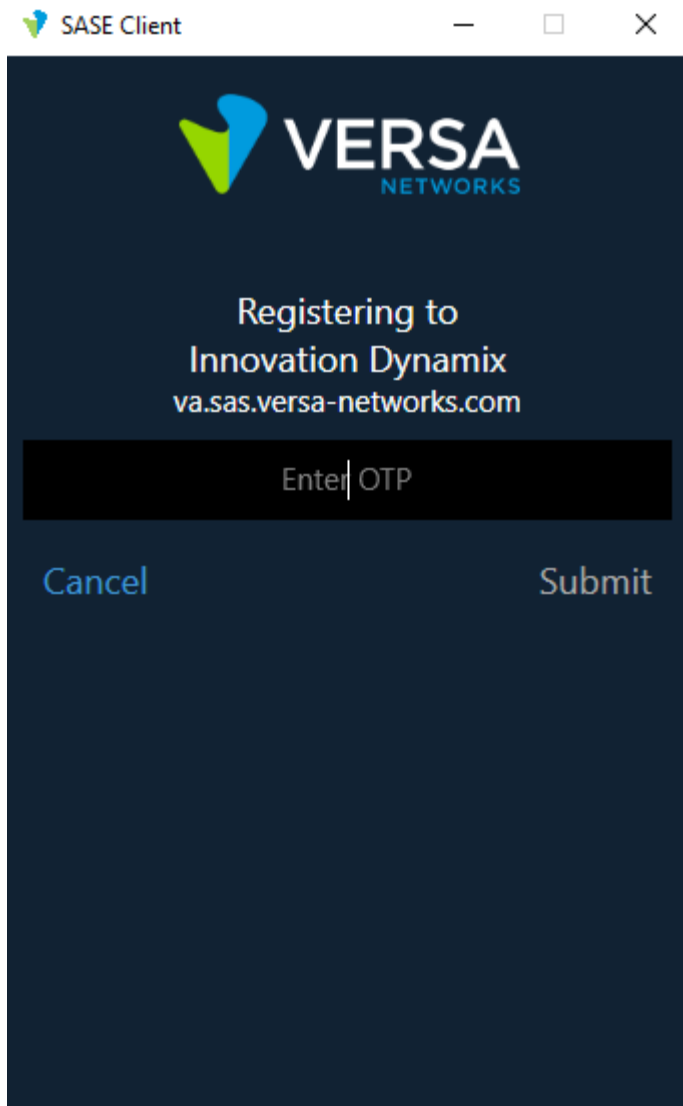 SASE Client
VERSA
NETWORKS
Registering to
Innovation Dynamix
va.sas.versa-networks.com
Enter OTP
Cancel Submit